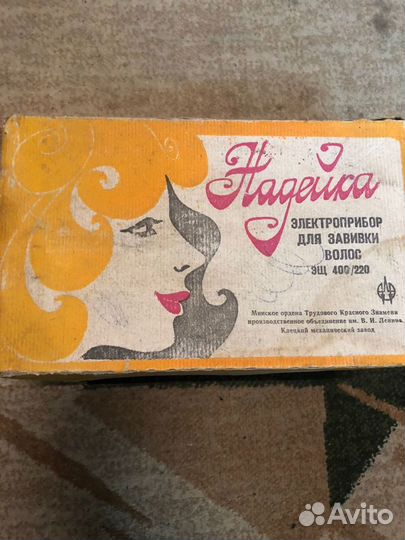 Надейка
ЭЛЕКТРОПРИБОР
ДЛЯ ЗАВИВКИ
ВОЛОС
ЭЩ 400/220
Минское ордена Трудового Красного Знамени
производственное объединение им. В. И. Ленина
Клецкий механический завод
Avito